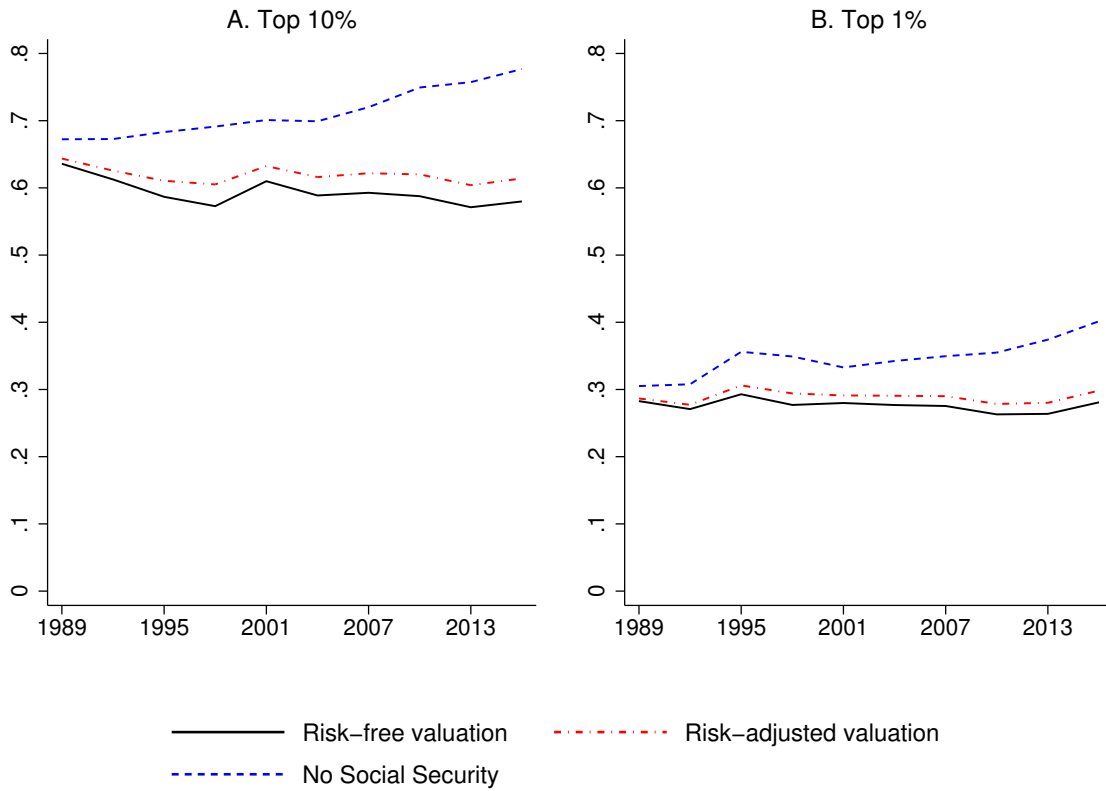 A. Top 10%
.8
.7
.6
.5
.4
.3
.2
.1
0
1989 1995 2001 2007 2013
B. Top 1%
.8
.7
.6
.5
.4
.3
.2
.1
0
1989 1995 2001 2007 2013
Risk−free valuation
Risk−adjusted valuation
No Social Security